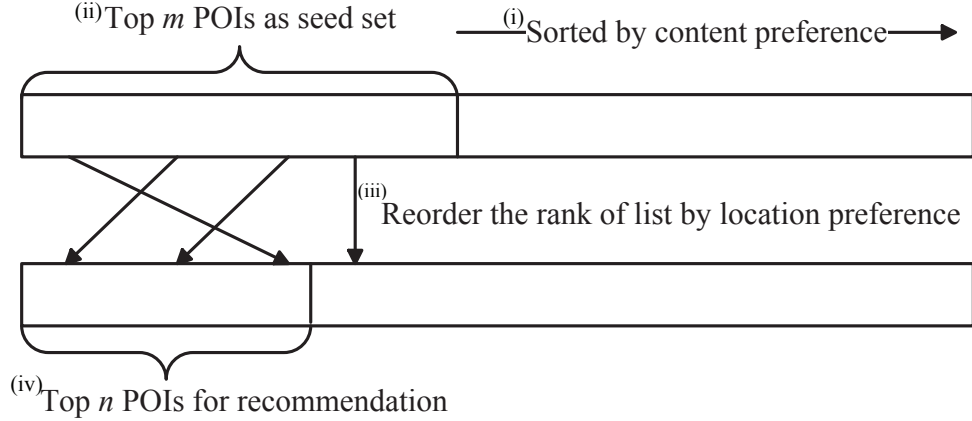 (ii)Top m POIs as seed set
(i)Sorted by content preference
(iii)Reorder the rank of list by location preference
(iv)Top n POIs for recommendation